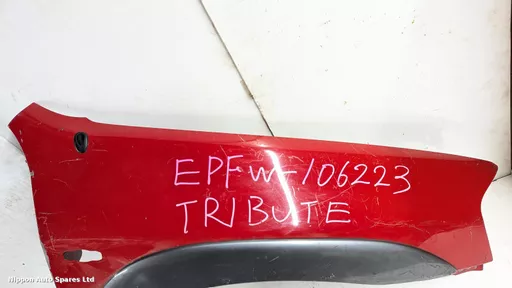 EPFW-106223
TRIBUTE
Nippon Auto Spares Ltd